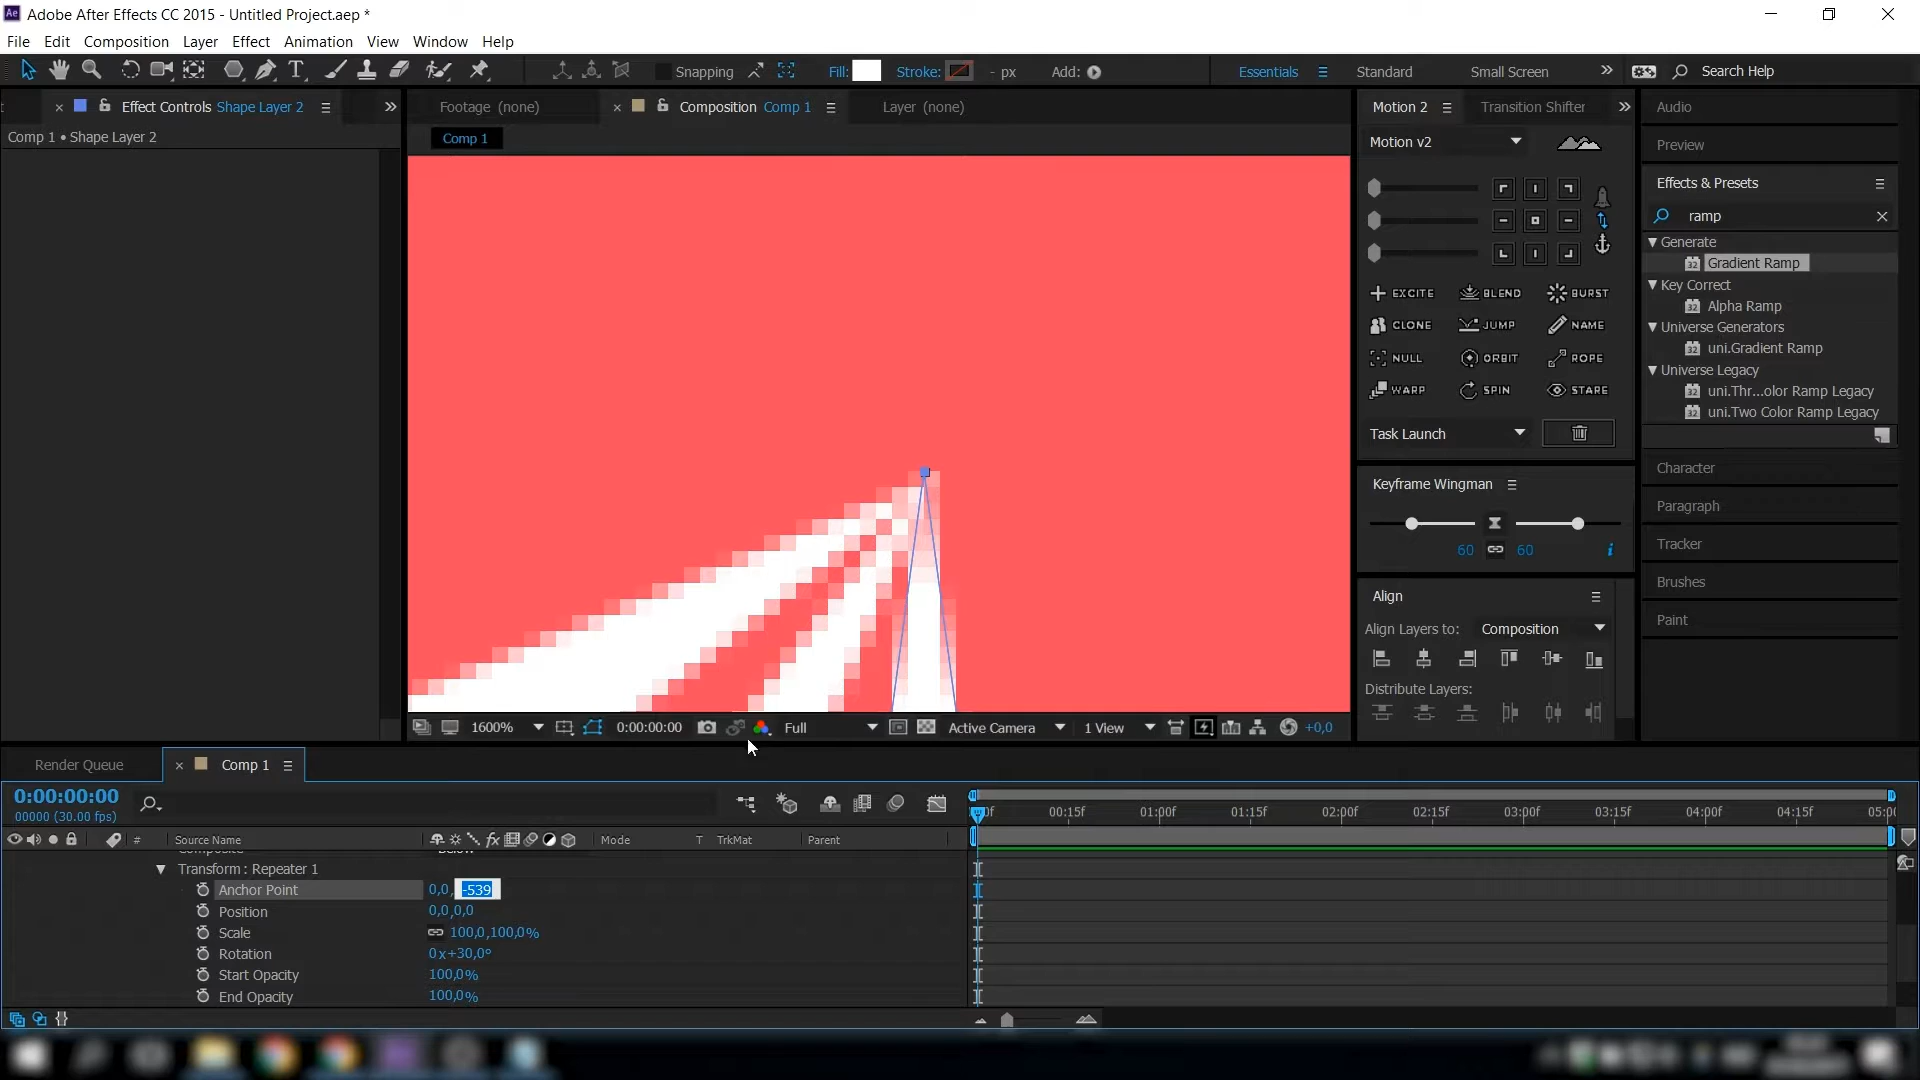 Ae Adobe After Effects CC 2015 - Untitled Project.aep *
File Edit Composition Layer Effect Animation View Window Help
T Snapping Fill: Stroke: - px Add: Essentials Standard Small Screen Search Help
Effect Controls Shape Layer 2
Footage (none) Composition Comp 1 Layer (none)
Motion 2 Transition Shifter
Audio
Comp 1 • Shape Layer 2
Comp 1
Motion v2
Preview
Effects & Presets
ramp
Generate
Gradient Ramp
Key Correct
Alpha Ramp
Universe Generators
uni.Gradient Ramp
Universe Legacy
uni.Thr...olor Ramp Legacy
uni.Two Color Ramp Legacy
EXCITE BLEND BURST
CLONE JUMP NAME
NULL ORBIT ROPE
WARP SPIN STARE
Task Launch
Keyframe Wingman
60 60 i
Align
Align Layers to: Composition
Distribute Layers:
Character
Paragraph
Tracker
Brushes
Paint
1600% 0:00:00:00 Full Active Camera 1 View +0,0
Render Queue Comp 1
0:00:00:00
00000 (30.00 fps)
00:15f 01:00f 01:15f 02:00f 02:15f 03:00f 03:15f 04:00f 04:15f
# Source Name fx Mode T TrkMat Parent
Transform : Repeater 1
Anchor Point 0,0, -539
Position 0,0,0,0
Scale 100,0,100,0%
Rotation 0x+30,0°
Start Opacity 100,0%
End Opacity 100,0%